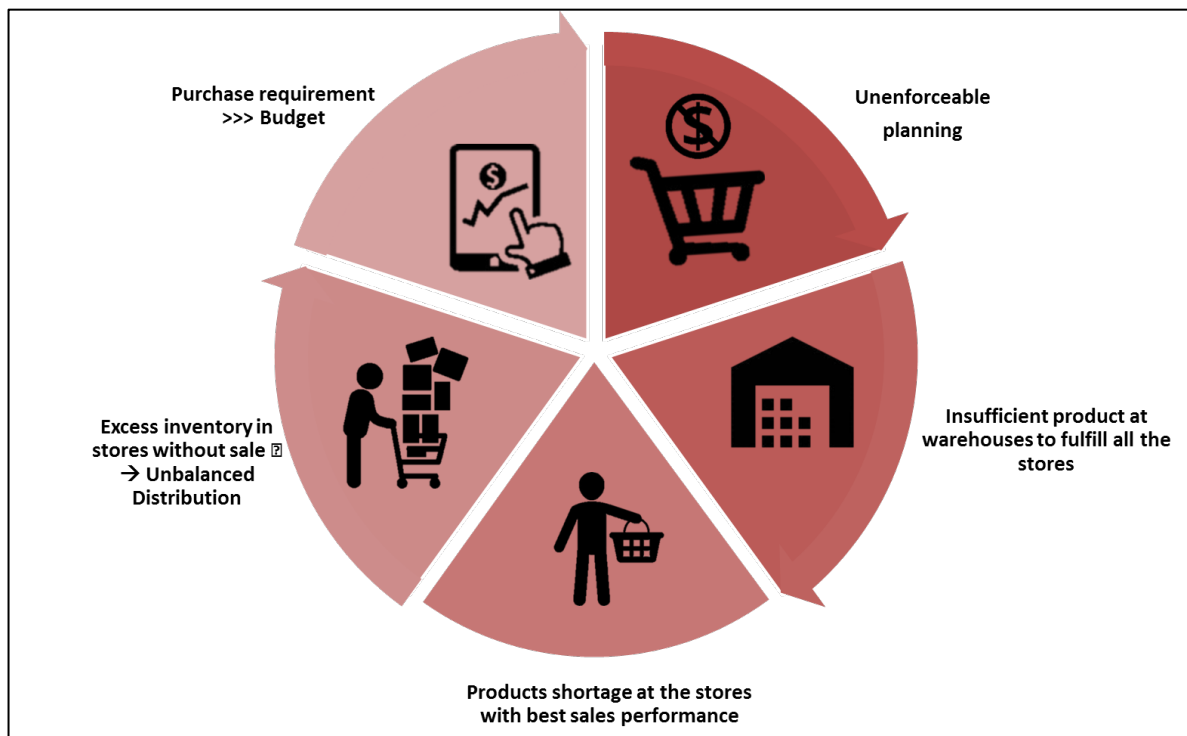 Purchase requirement
>>> Budget
Unenforceable
planning
Insufficient product at
warehouses to fulfill all the
stores
Products shortage at the stores
with best sales performance
Excess inventory in
stores without sale 
→ Unbalanced
Distribution
$
$